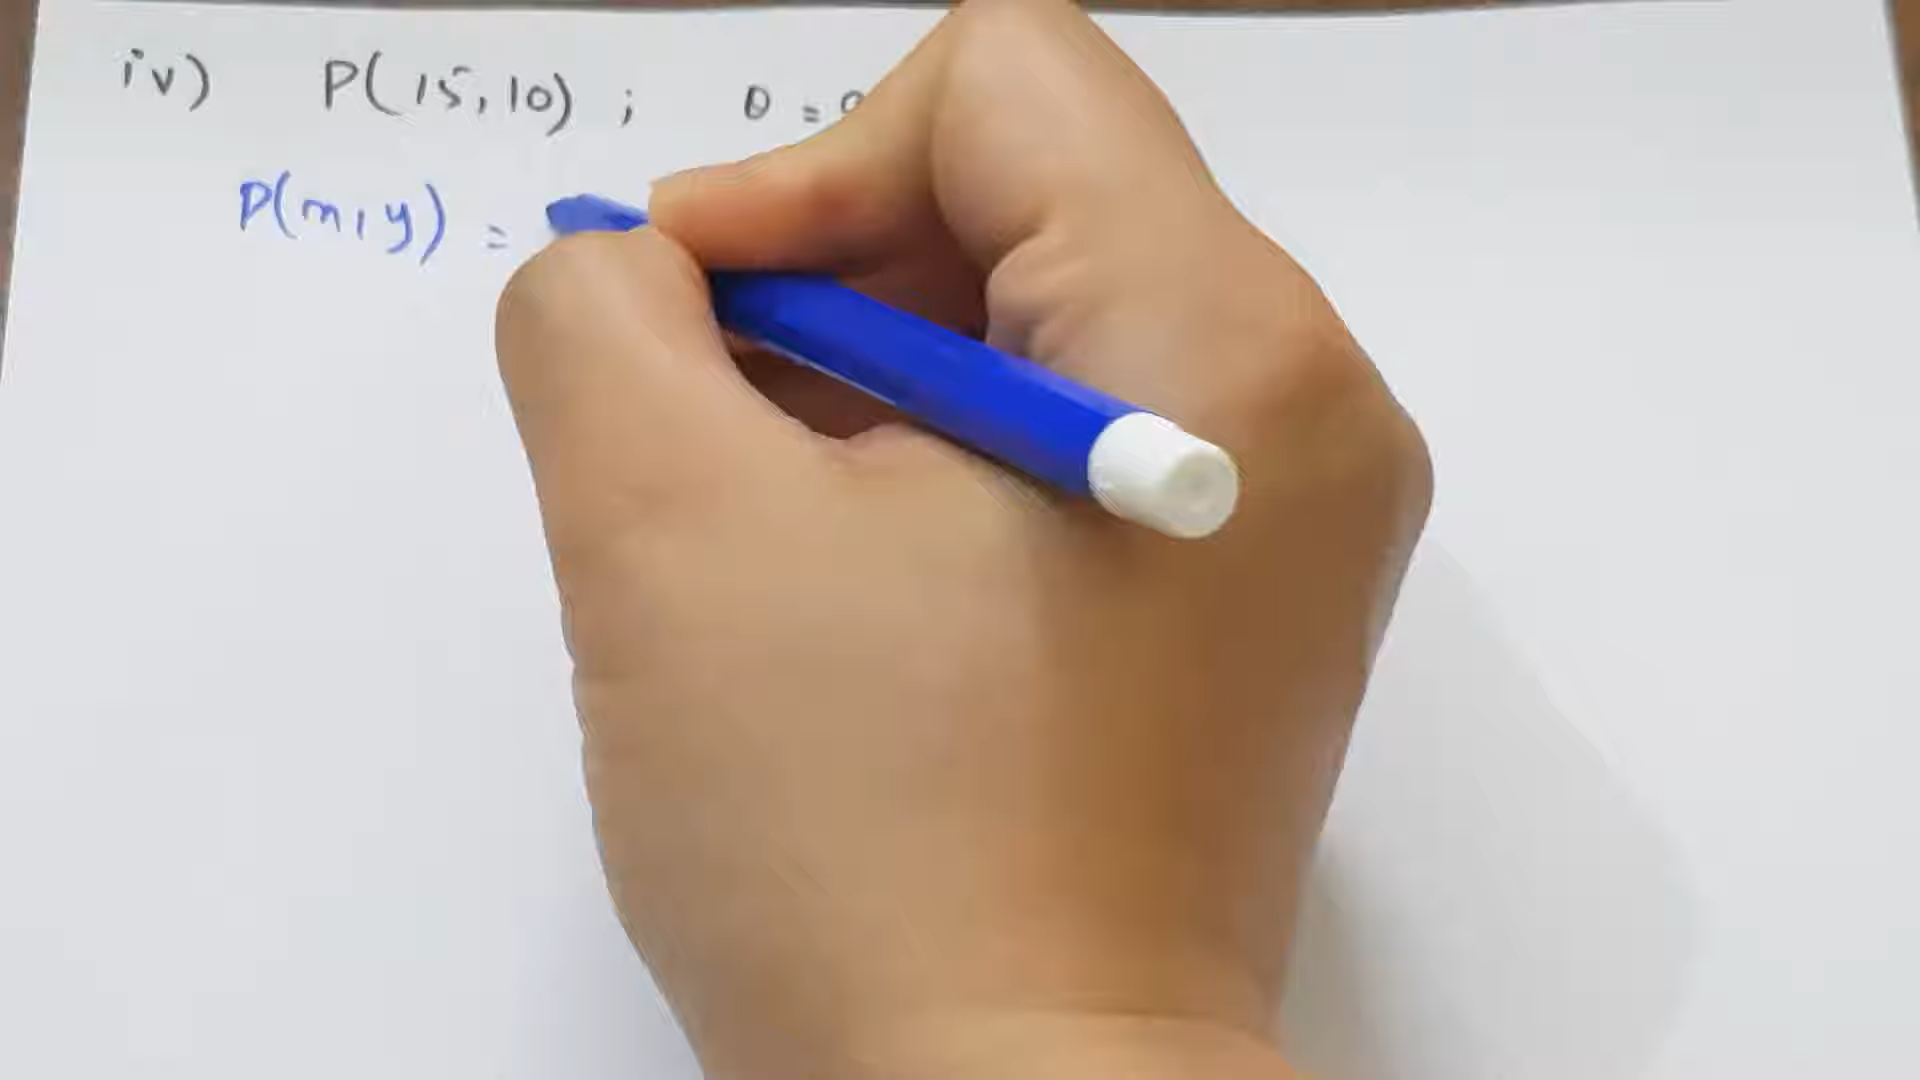 iv) P(15,10) ; θ =
P(x,y) =